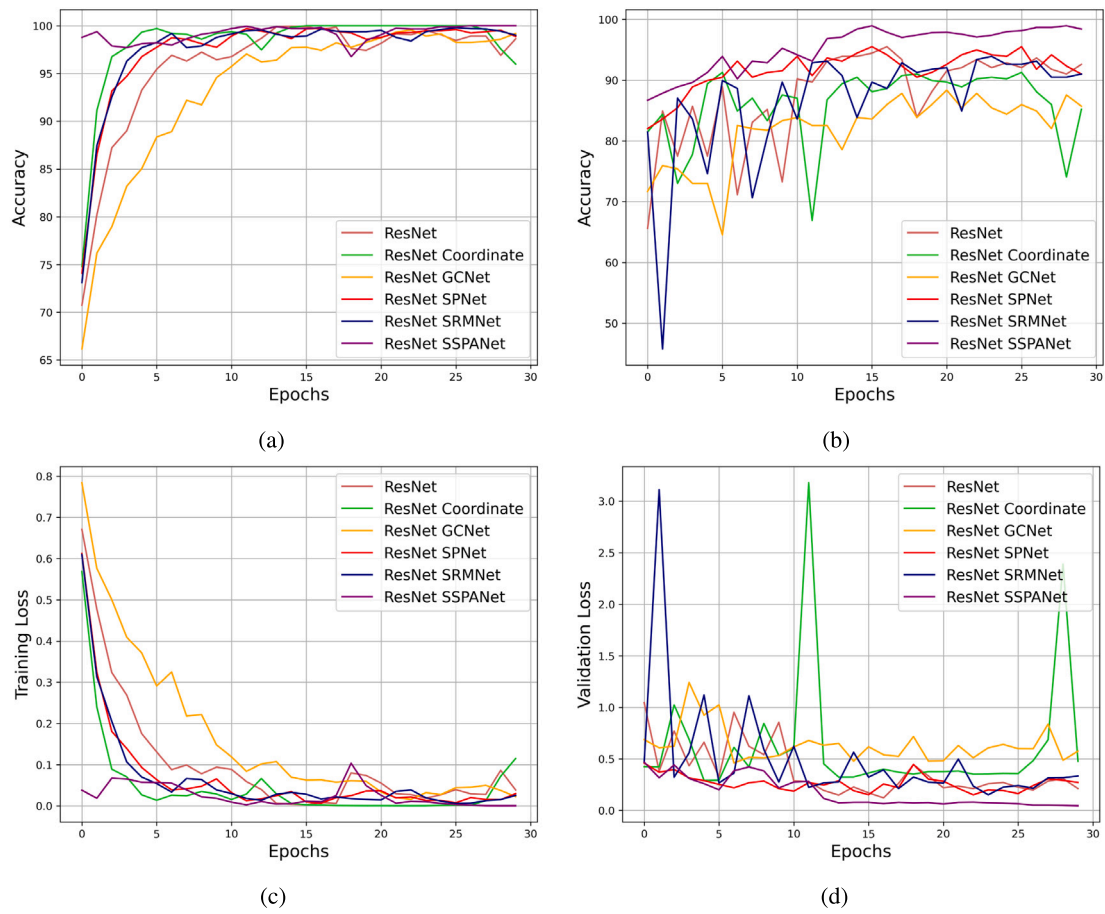 100
95
90
85
80
75
70
65
Accuracy
0
5
10
15
20
25
30
Epochs
ResNet
ResNet Coordinate
ResNet GCNet
ResNet SPNet
ResNet SRMNet
ResNet SSPANet
(a)
100
90
80
70
60
50
Accuracy
0
5
10
15
20
25
30
Epochs
ResNet
ResNet Coordinate
ResNet GCNet
ResNet SPNet
ResNet SRMNet
ResNet SSPANet
(b)
0.8
0.7
0.6
0.5
0.4
0.3
0.2
0.1
0.0
Training Loss
0
5
10
15
20
25
30
Epochs
ResNet
ResNet Coordinate
ResNet GCNet
ResNet SPNet
ResNet SRMNet
ResNet SSPANet
(c)
3.0
2.5
2.0
1.5
1.0
0.5
0.0
Validation Loss
0
5
10
15
20
25
30
Epochs
ResNet
ResNet Coordinate
ResNet GCNet
ResNet SPNet
ResNet SRMNet
ResNet SSPANet
(d)